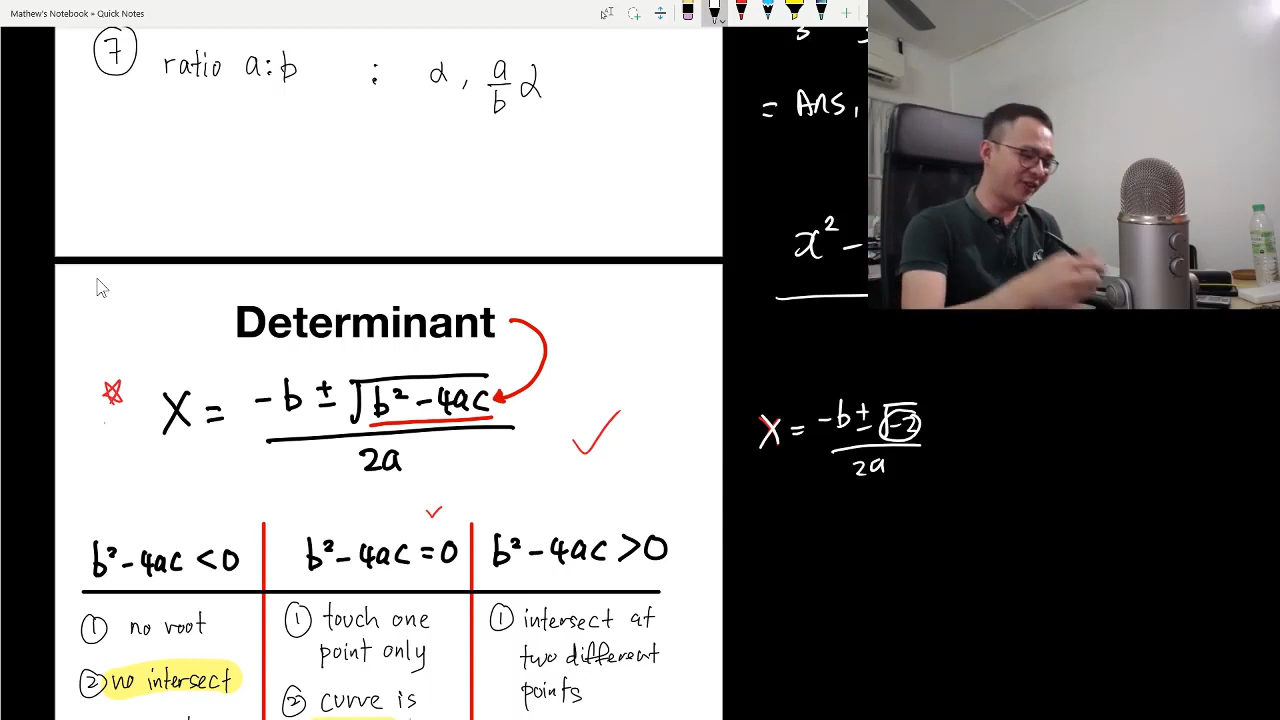 Mathew's Notebook » Quick Notes
⑦ ratio a:b : α, a/b α
= Ans,
x² −
Determinant
X = -b ± √b² - 4ac
2a
X = -b ± √-3
2a
b² - 4ac < 0
b² - 4ac = 0
b² - 4ac > 0
① no root
② no intersect
① touch one
point only
② curve is
① intersect at
two different
points